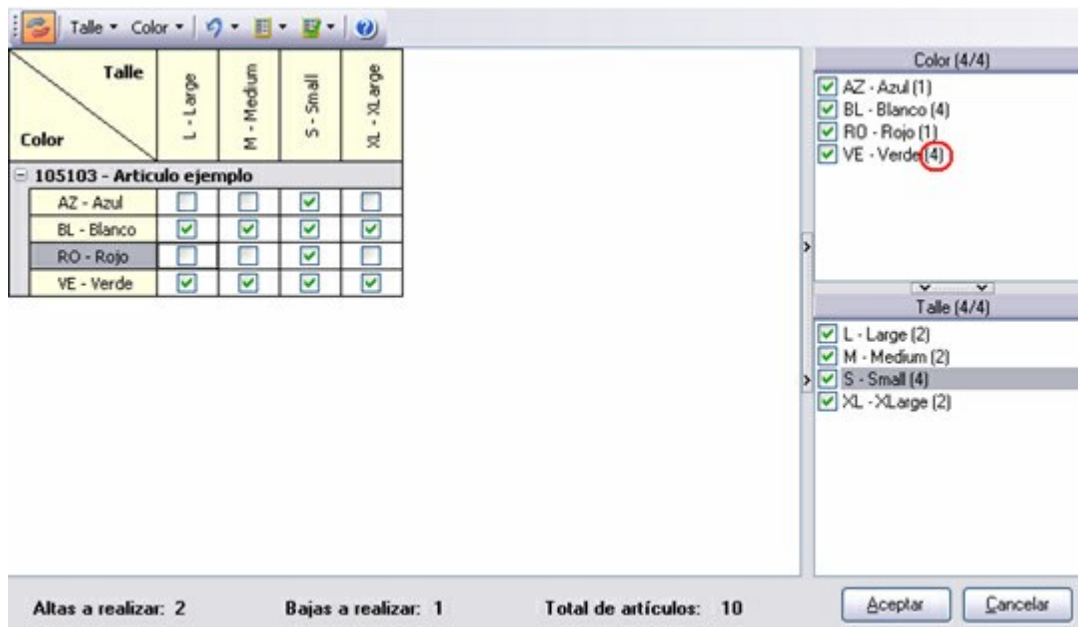 Talle Color
Talle
Color
L - Large
M - Medium
S - Small
XL - XLarge
105103 - Articulo ejemplo
AZ - Azul
BL - Blanco
RO - Rojo
VE - Verde
Color (4/4)
AZ - Azul (1)
BL - Blanco (4)
RO - Rojo (1)
VE - Verde (4)
Talle (4/4)
L - Large (2)
M - Medium (2)
S - Small (4)
XL - XLarge (2)
Altas a realizar: 2 Bajas a realizar: 1 Total de artículos: 10 Aceptar Cancelar